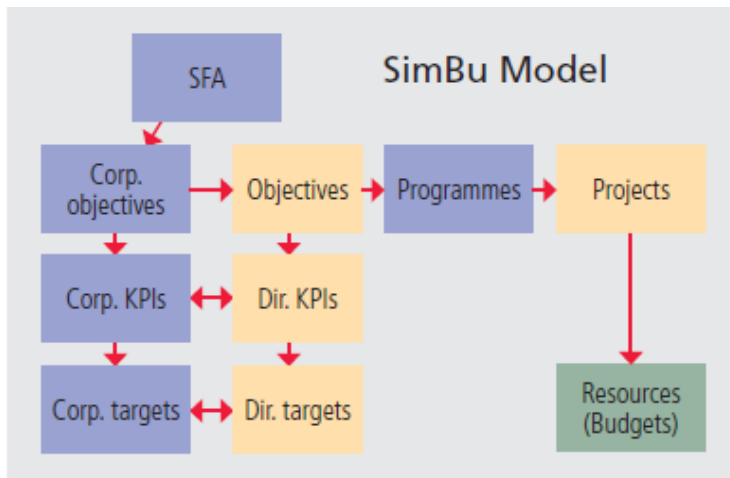 SFA
SimBu Model
Corp.
objectives
Objectives
Programmes
Projects
Corp. KPIs
Dir. KPIs
Corp. targets
Dir. targets
Resources
(Budgets)